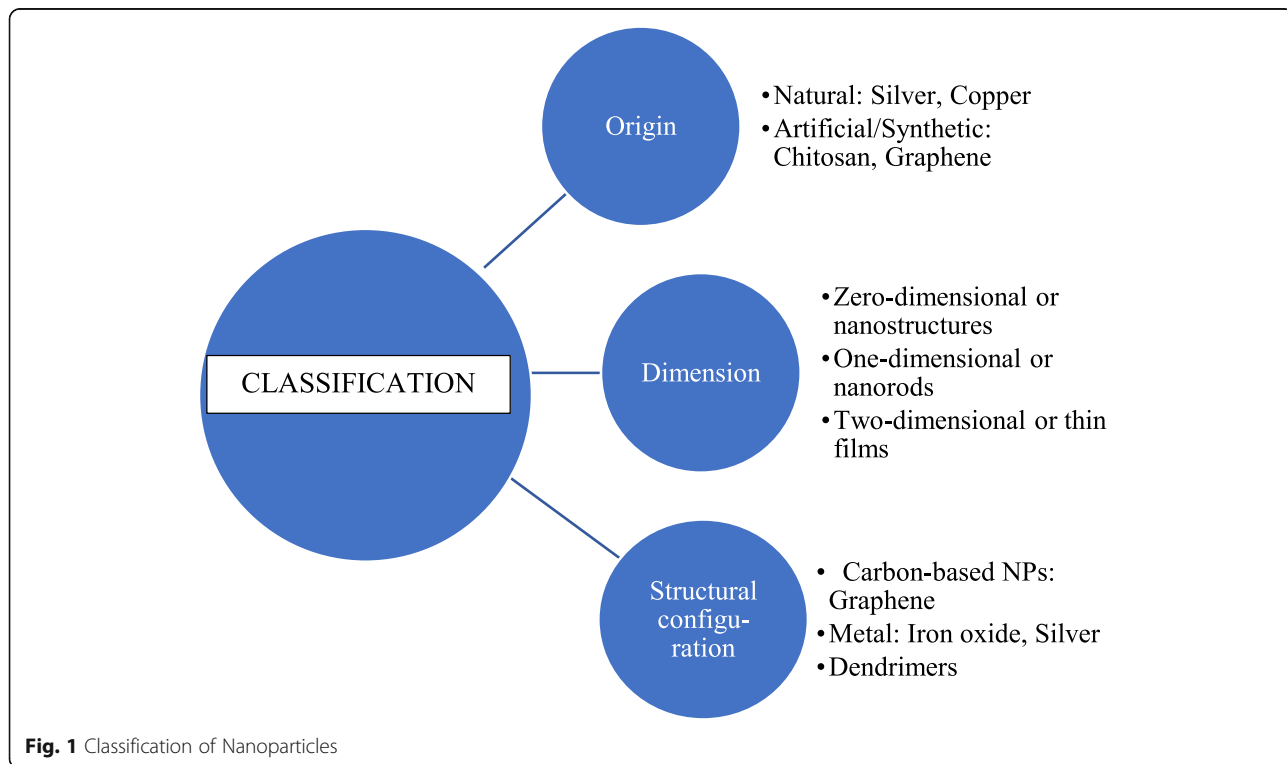 Origin
•Natural: Silver, Copper
•Artificial/Synthetic:
Chitosan, Graphene
CLASSIFICATION
Dimension
•Zero-dimensional or
nanostructures
•One-dimensional or
nanorods
•Two-dimensional or thin
films
Structural
configu-
ration
• Carbon-based NPs:
Graphene
•Metal: Iron oxide, Silver
•Dendrimers
Fig. 1 Classification of Nanoparticles